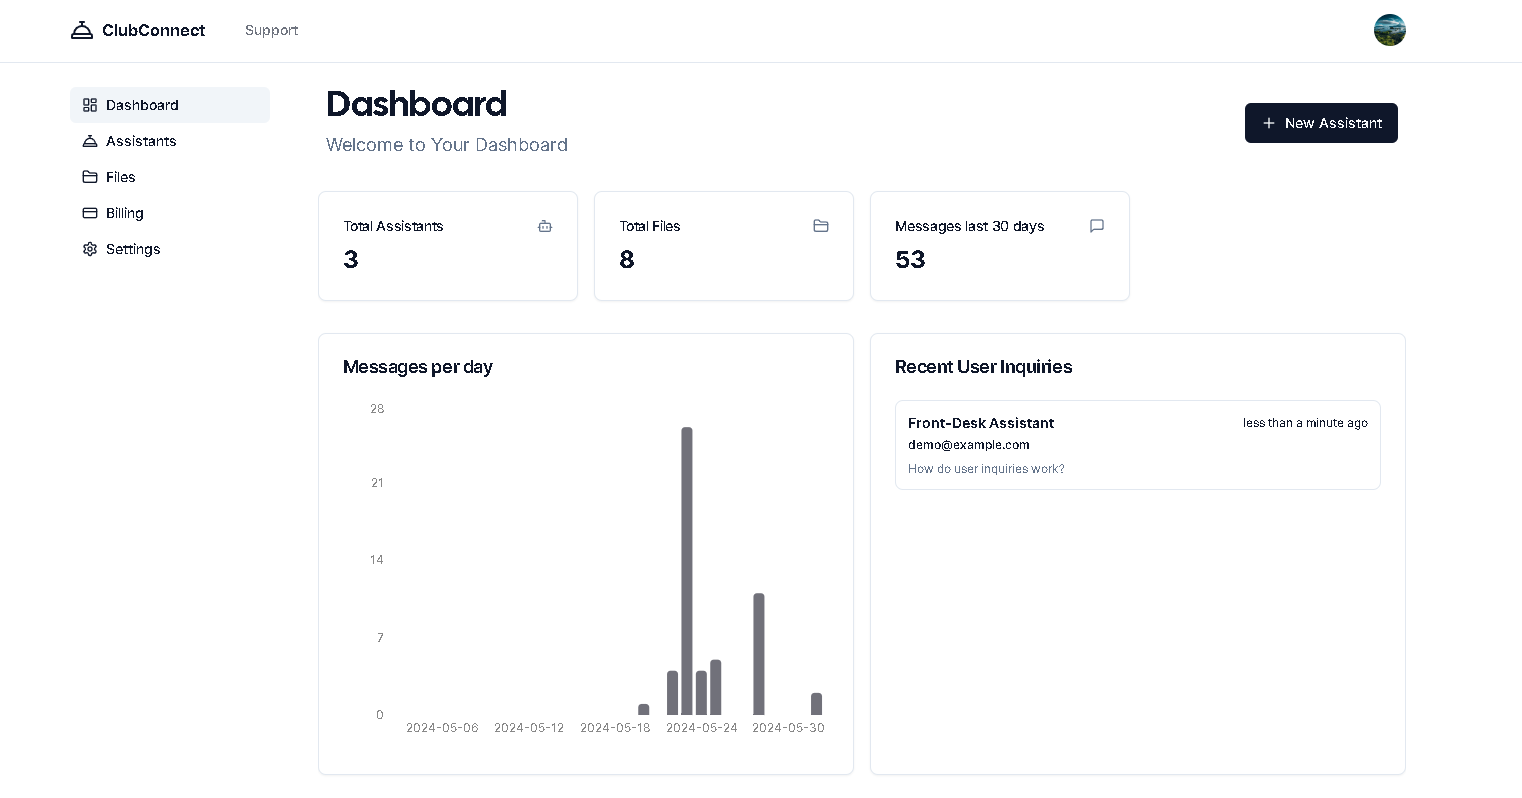 ClubConnect
Support
Dashboard
Assistants
Files
Billing
Settings
Dashboard
Welcome to Your Dashboard
New Assistant
Total Assistants
3
Total Files
8
Messages last 30 days
53
Messages per day
28
21
14
7
0
2024-05-06 2024-05-12 2024-05-18 2024-05-24 2024-05-30
Recent User Inquiries
Front-Desk Assistant less than a minute ago
demo@example.com
How do user inquiries work?